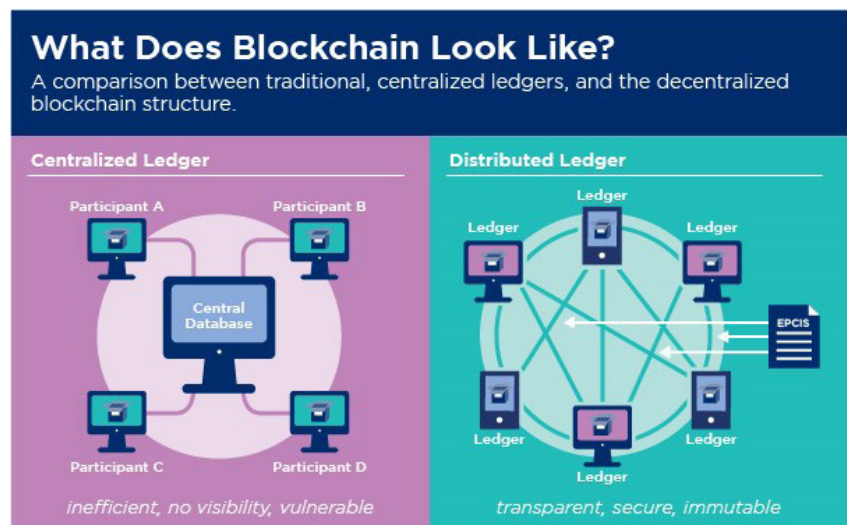 What Does Blockchain Look Like?
A comparison between traditional, centralized ledgers, and the decentralized
blockchain structure.
Centralized Ledger
Participant A
Participant B
Central
Database
Participant C
Participant D
inefficient, no visibility, vulnerable
Distributed Ledger
Ledger
Ledger
Ledger
EPCIS
Ledger
Ledger
Ledger
transparent, secure, immutable